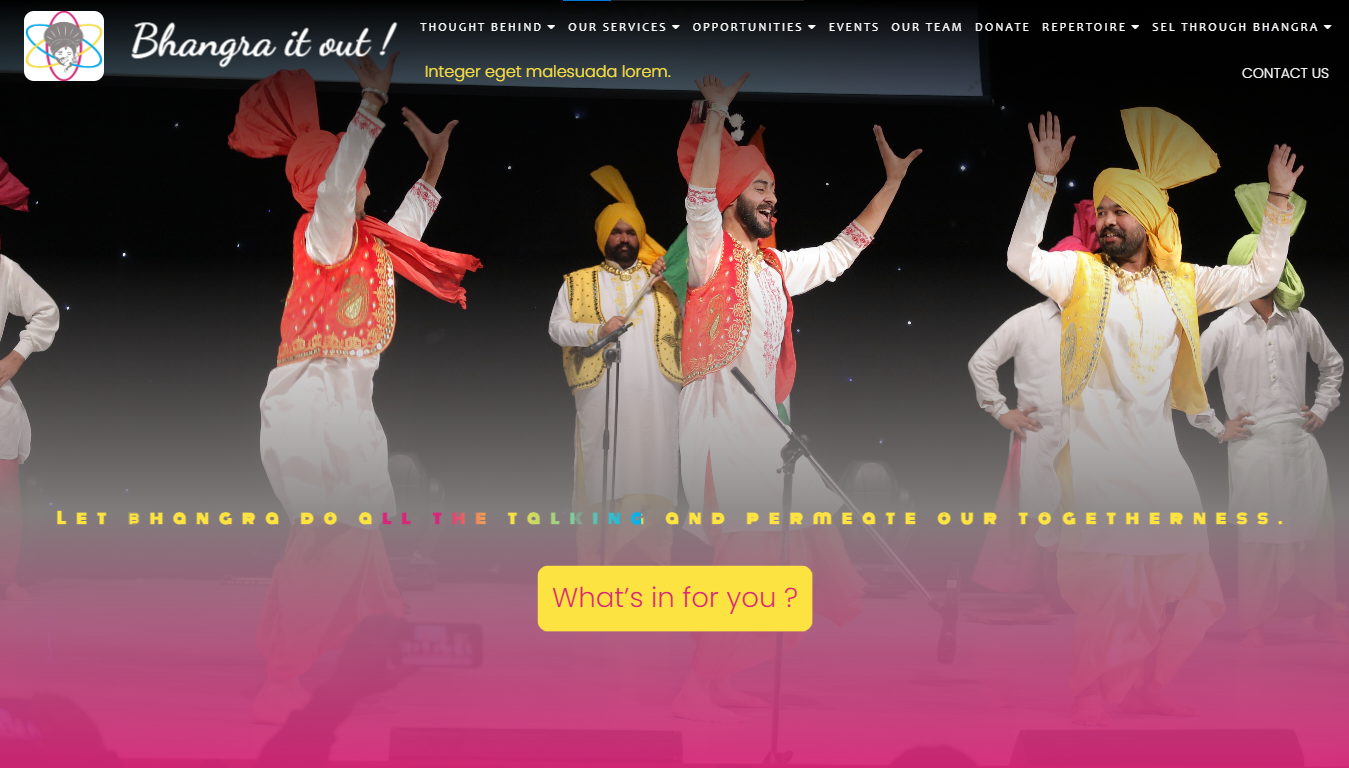 Bhangra it out !
THOUGHT BEHIND OUR SERVICES OPPORTUNITIES EVENTS OUR TEAM DONATE REPERTOIRE SEL THROUGH BHANGRA
Integer eget malesuada lorem.
CONTACT US
Let bhangra do all the talking and permeate our togetherness.
What's in for you ?